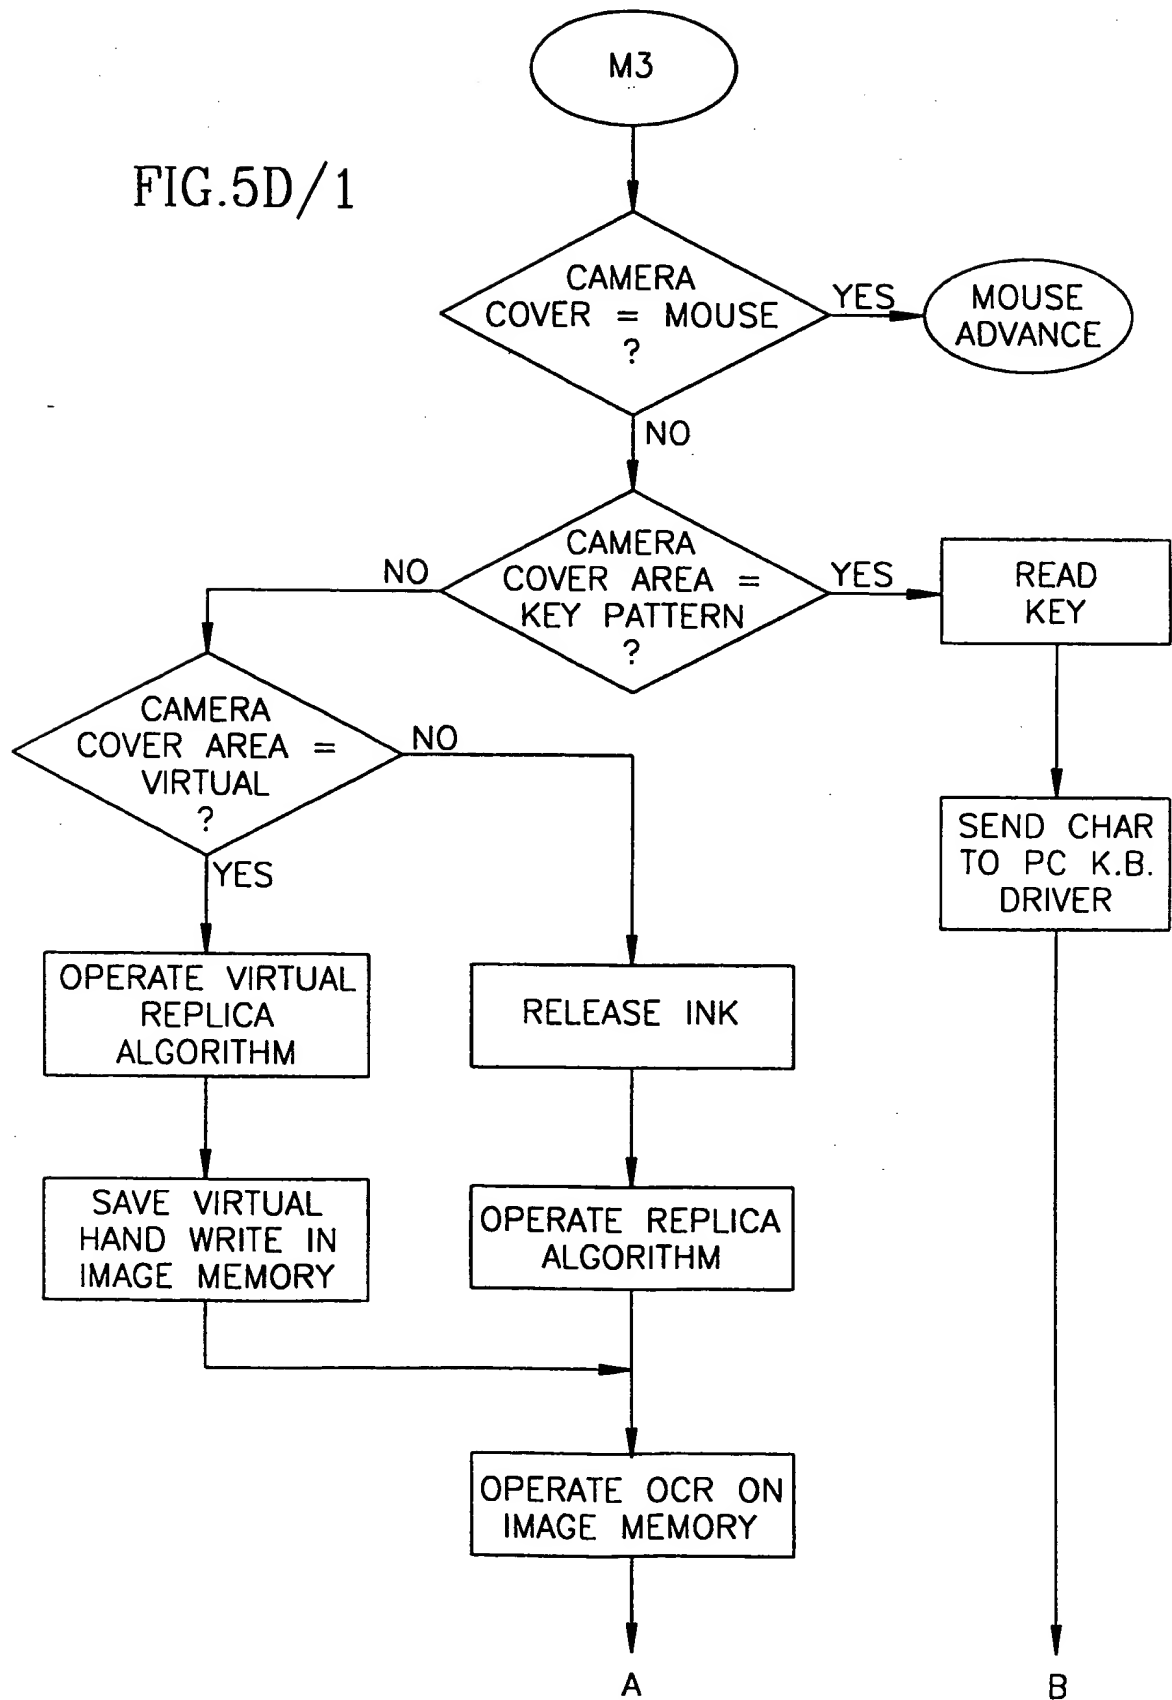 M3
FIG.5D/1
CAMERA
COVER = MOUSE
?
YES
MOUSE
ADVANCE
NO
CAMERA
COVER AREA =
KEY PATTERN
?
NO
YES
READ
KEY
CAMERA
COVER AREA =
VIRTUAL
?
NO
YES
SEND CHAR
TO PC K.B.
DRIVER
OPERATE VIRTUAL
REPLICA
ALGORITHM
RELEASE INK
SAVE VIRTUAL
HAND WRITE IN
IMAGE MEMORY
OPERATE REPLICA
ALGORITHM
OPERATE OCR ON
IMAGE MEMORY
A
B